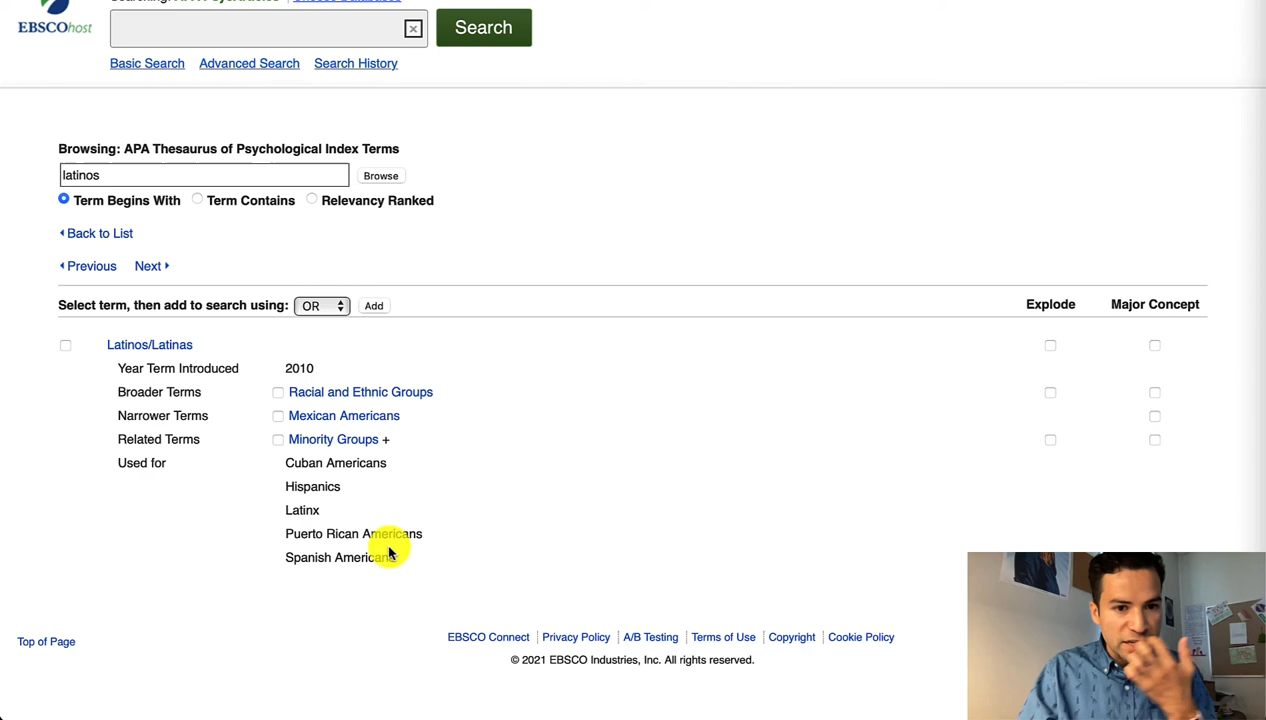 EBSCOhost
Search
Basic Search Advanced Search Search History
Browsing: APA Thesaurus of Psychological Index Terms
latinos Browse
Term Begins With Term Contains Relevancy Ranked
Back to List
Previous Next
Select term, then add to search using: OR Add Explode Major Concept
Latinos/Latinas
Year Term Introduced 2010
Broader Terms Racial and Ethnic Groups
Narrower Terms Mexican Americans
Related Terms Minority Groups +
Used for Cuban Americans
Hispanics
Latinx
Puerto Rican Americans
Spanish Americans
Top of Page
EBSCO Connect Privacy Policy A/B Testing Terms of Use Copyright Cookie Policy
© 2021 EBSCO Industries, Inc. All rights reserved.